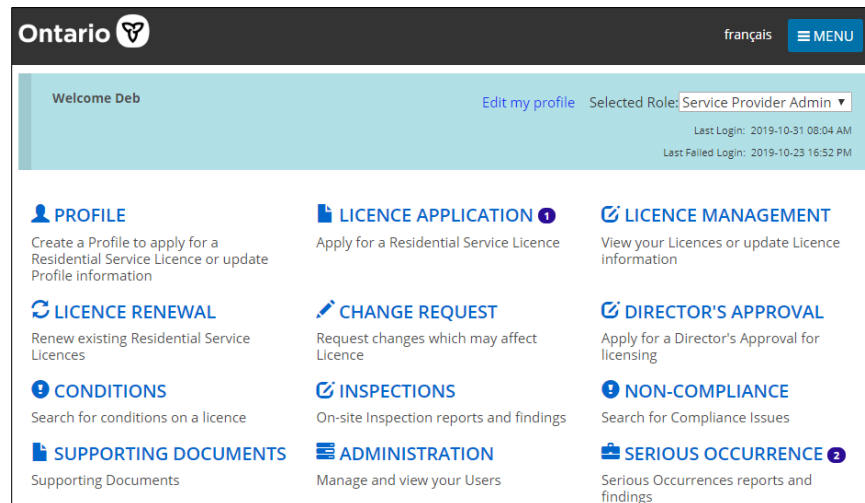 Ontario
français
MENU
Welcome Deb
Edit my profile
Selected Role: Service Provider Admin
Last Login: 2019-10-31 08:04 AM
Last Failed Login: 2019-10-23 16:52 PM
PROFILE
Create a Profile to apply for a
Residential Service Licence or update
Profile information
LICENCE APPLICATION 1
Apply for a Residential Service Licence
LICENCE MANAGEMENT
View your Licences or update Licence
information
LICENCE RENEWAL
Renew existing Residential Service
Licences
CHANGE REQUEST
Request changes which may affect
Licence
DIRECTOR'S APPROVAL
Apply for a Director's Approval for
licensing
CONDITIONS
Search for conditions on a licence
INSPECTIONS
On-site Inspection reports and findings
NON-COMPLIANCE
Search for Compliance Issues
SUPPORTING DOCUMENTS
Supporting Documents
ADMINISTRATION
Manage and view your Users
SERIOUS OCCURRENCE 2
Serious Occurrences reports and
findings